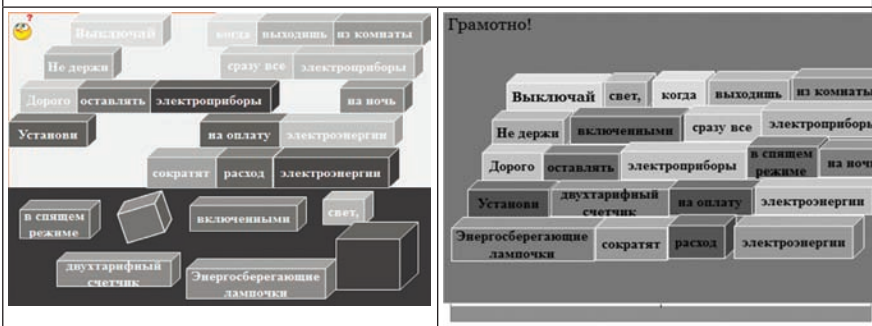 ?
Выключай когда выходишь из комнаты
Не держи сразу все электроприборы
Дорого оставлять электроприборы на ночь
Установи на оплату электроэнергии
сократят расход электроэнергии
в спящем
режиме
включенными
свет,
двухтарифный
счетчик
Энергосберегающие
лампочки
Грамотно!
Выключай свет, когда выходишь из комнаты
Не держи включенными сразу все электроприборы
Дорого оставлять электроприборы в спящем
режиме на ночь
Установи двухтарифный
счетчик на оплату электроэнергии
Энергосберегающие
лампочки сократят расход электроэнергии